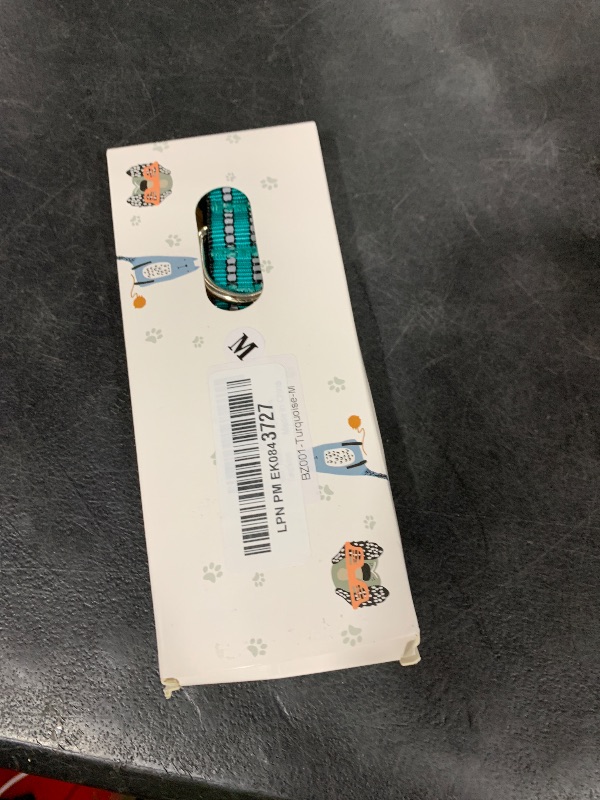 M
LPN PM EK0843727
BZ001-Turquoise-M